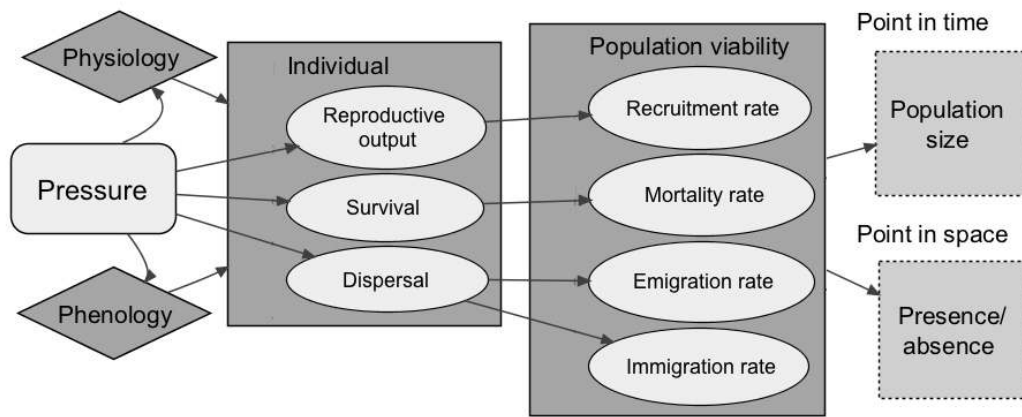 Physiology
Pressure
Phenology
Individual
Reproductive
output
Survival
Dispersal
Population viability
Recruitment rate
Mortality rate
Emigration rate
Immigration rate
Point in time
Population
size
Point in space
Presence/
absence